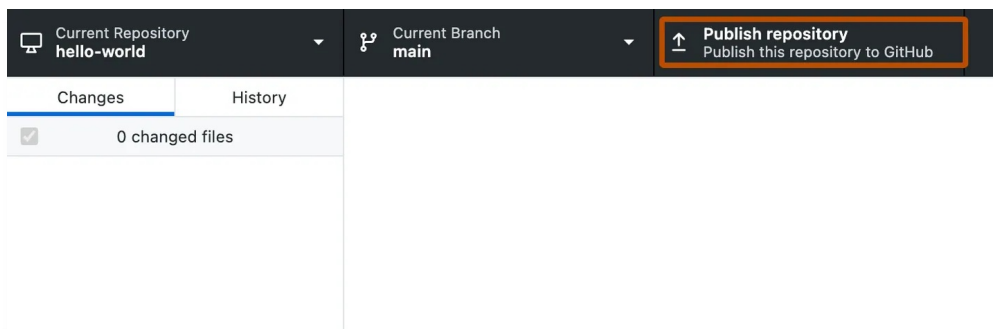 Current Repository
hello-world
Current Branch
main
Publish repository
Publish this repository to GitHub
Changes
History
0 changed files